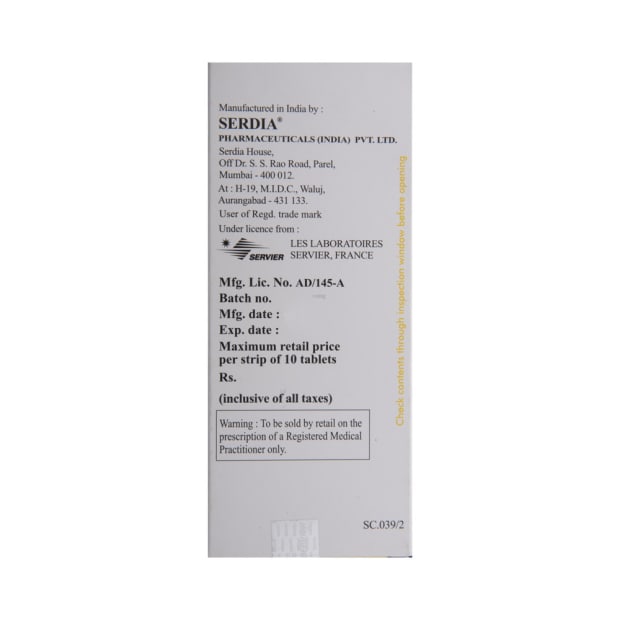 Manufactured in India by :
SERDIA®
PHARMACEUTICALS (INDIA) PVT. LTD.
Serdia House,
Off Dr. S. S. Rao Road, Parel,
Mumbai - 400 012.
At : H-19, M.I.D.C., Waluj,
Aurangabad - 431 133.
User of Regd. trade mark
Under licence from :
SERVIER
LES LABORATOIRES
SERVIER, FRANCE
Mfg. Lic. No. AD/145-A
Batch no.
Mfg. date :
Exp. date :
Maximum retail price
per strip of 10 tablets
Rs.
(inclusive of all taxes)
Warning : To be sold by retail on the
prescription of a Registered Medical
Practitioner only.
SC.039/2
Check contents through inspection window before opening